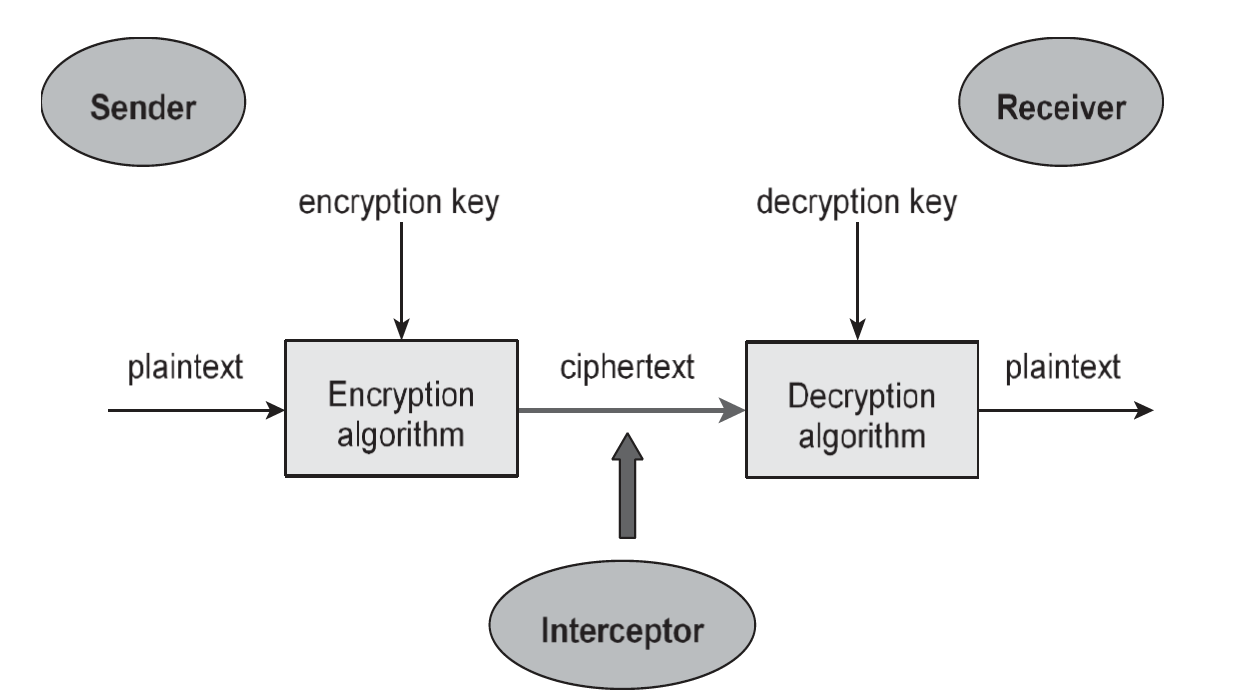 Sender
Receiver
encryption key
decryption key
plaintext
ciphertext
plaintext
Encryption
algorithm
Decryption
algorithm
Interceptor